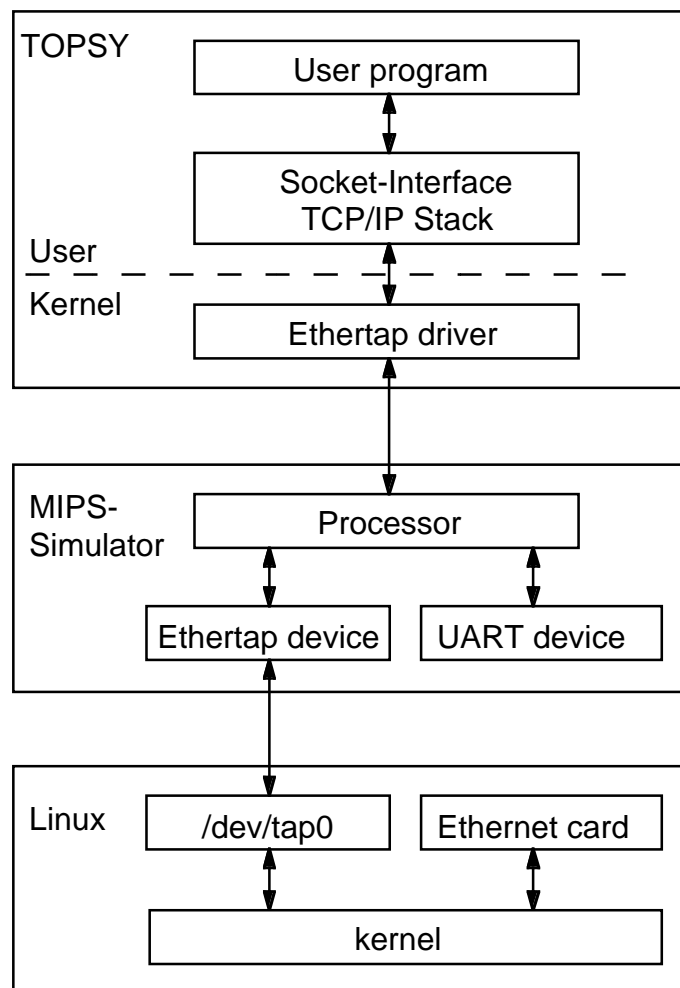 TOPSY
User program
Socket-Interface
TCP/IP Stack
User
Kernel
Ethertap driver
MIPS-
Simulator
Processor
Ethertap device
UART device
Linux
/dev/tap0
Ethernet card
kernel